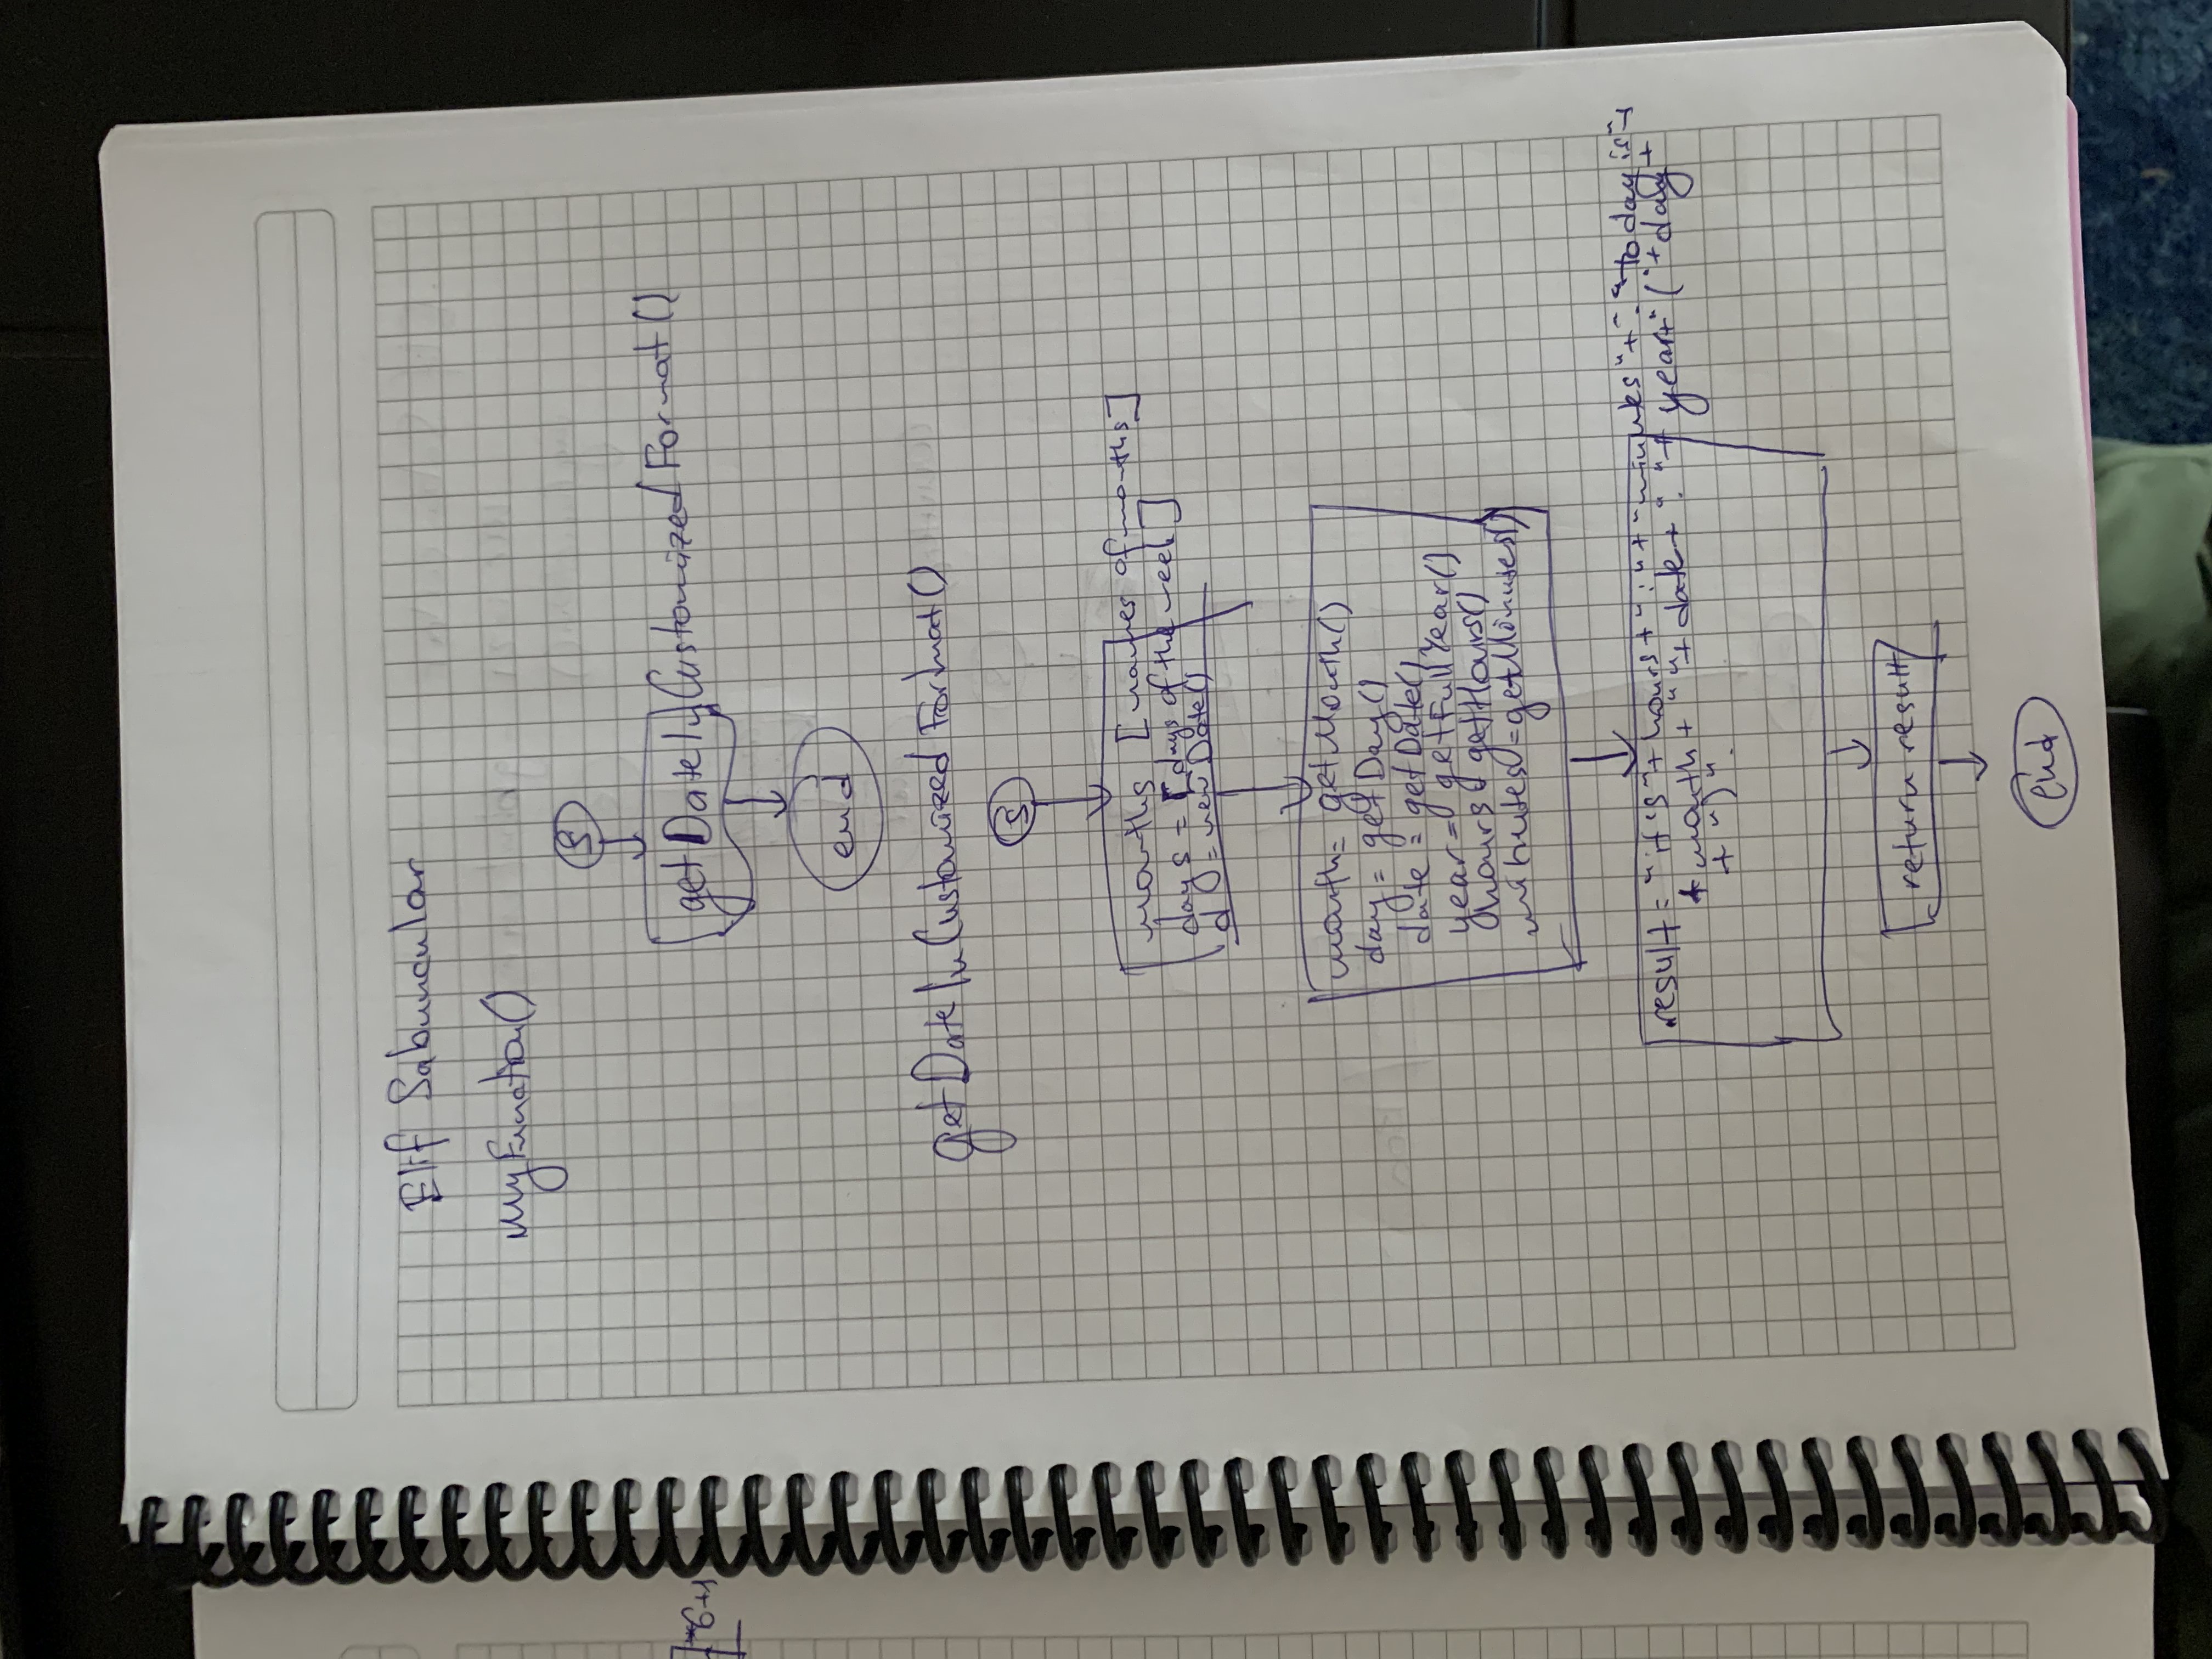 Elif Sabuncular
myFunction()
S
getDateInCustomizedFormat()
end
getDateInCustomizedFormat()
S
months [names of months]
days = [days of the week]
d = new Date()
month = getMonth()
day = getDay()
date = getDate()
year = getFullYear()
hours = getHours()
minutes = getMinutes()
result = "it's" + hours + ":" + "minutes" + "today is" +
+ month + " " + date + "." + year + "(" + day +
+ ")".
return result
end